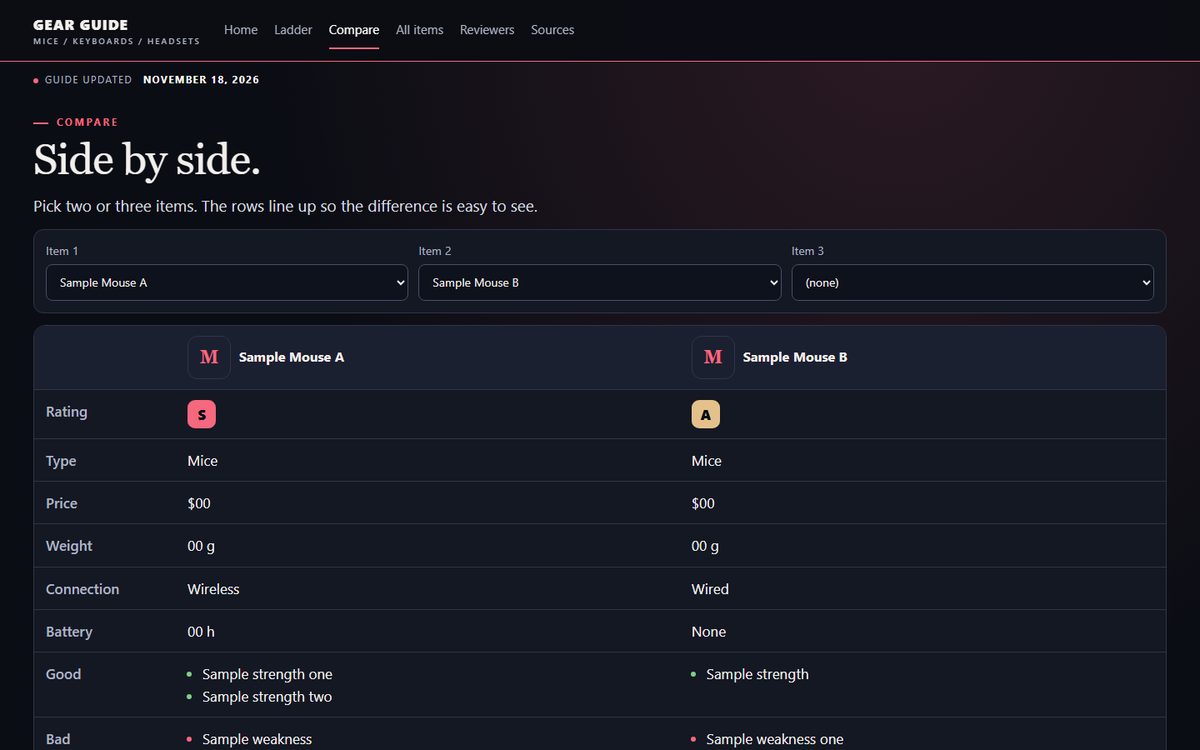 GEAR GUIDE
MICE / KEYBOARDS / HEADSETS
Home Ladder Compare All items Reviewers Sources
GUIDE UPDATED NOVEMBER 18, 2026
COMPARE
Side by side.
Pick two or three items. The rows line up so the difference is easy to see.
Item 1 Item 2 Item 3
Sample Mouse A Sample Mouse B (none)
M Sample Mouse A M Sample Mouse B
Rating S A
Type Mice Mice
Price $00 $00
Weight 00 g 00 g
Connection Wireless Wired
Battery 00 h None
Good Sample strength one Sample strength
Sample strength two
Bad Sample weakness Sample weakness one